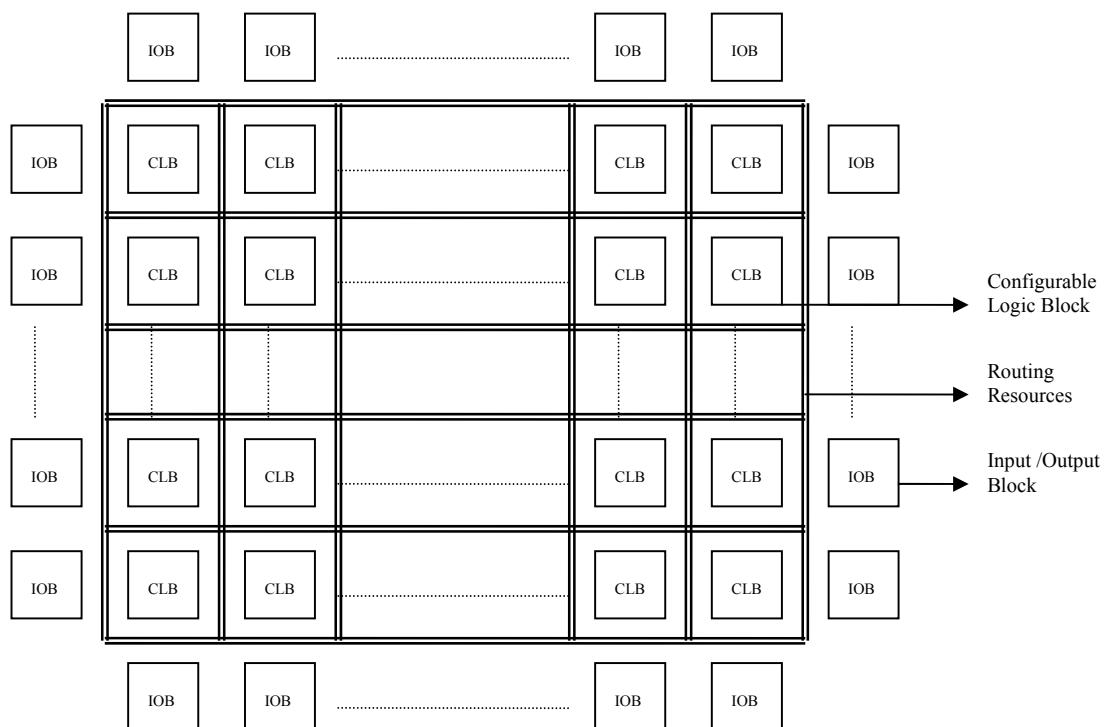 IOB IOB IOB IOB
IOB CLB CLB CLB CLB IOB
IOB CLB CLB CLB CLB IOB
Configurable
Logic Block
Routing
Resources
IOB CLB CLB CLB CLB IOB
Input /Output
Block
IOB CLB CLB CLB CLB IOB
IOB IOB IOB IOB